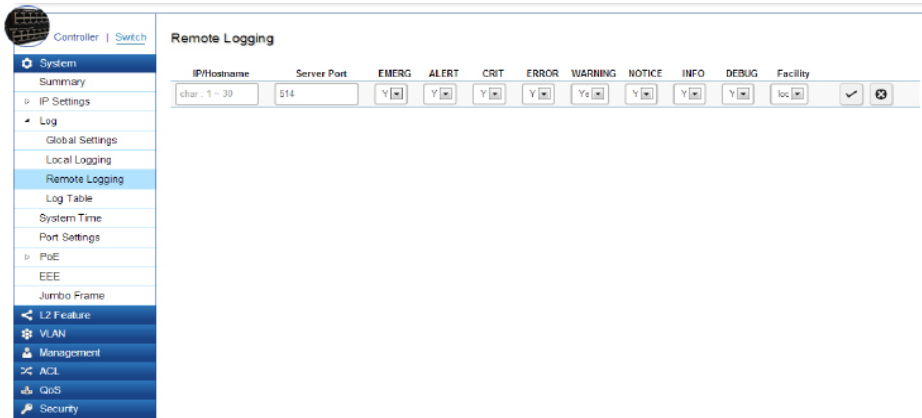 Controller | Switch
Remote Logging
System
Summary
IP Settings
Log
Global Settings
Local Logging
Remote Logging
Log Table
System Time
Port Settings
PoE
EEE
Jumbo Frame
L2 Feature
VLAN
Management
ACL
QoS
Security
IP/Hostname Server Port EMERG ALERT CRIT ERROR WARNING NOTICE INFO DEBUG Facility
char : 1 ~ 30 514 Y Y Y Y Ye Y Y Y loc